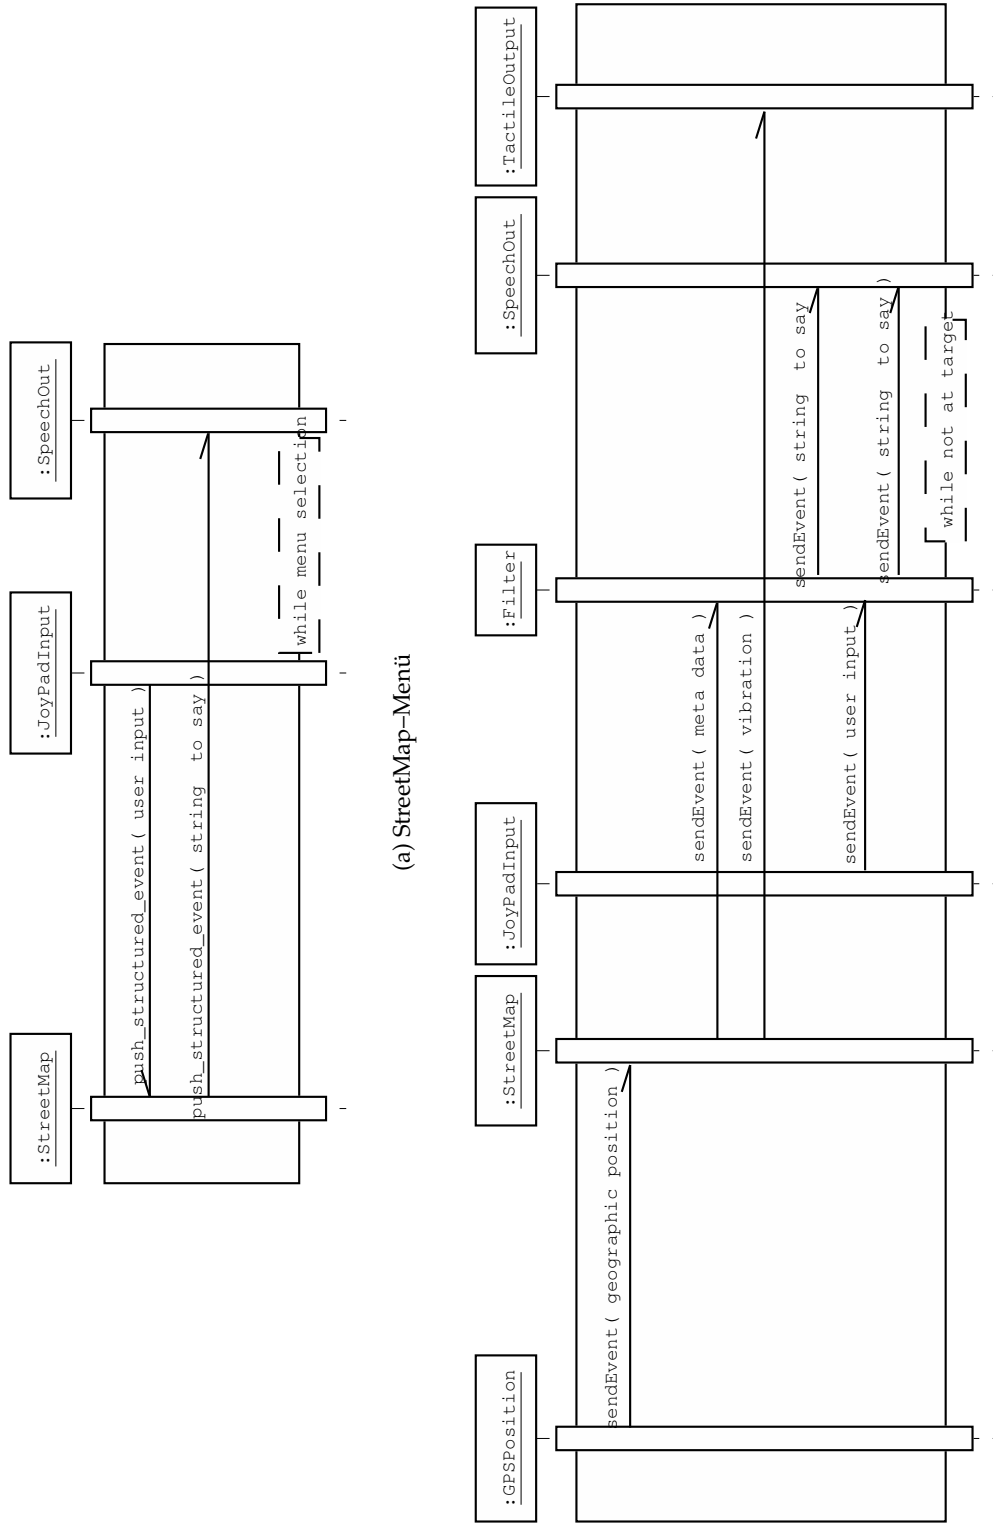 :StreetMap
:JoyPadInput
:SpeechOut
push_structured_event( user input )
push_structured_event( string to say )
while menu selection
(a) StreetMap–Menü
:GPSPosition
:StreetMap
:JoyPadInput
:Filter
:SpeechOut
:TactileOutput
sendEvent( geographic position )
sendEvent( meta data )
sendEvent( vibration )
sendEvent( string to say )
sendEvent( user input )
sendEvent( string to say )
while not at target